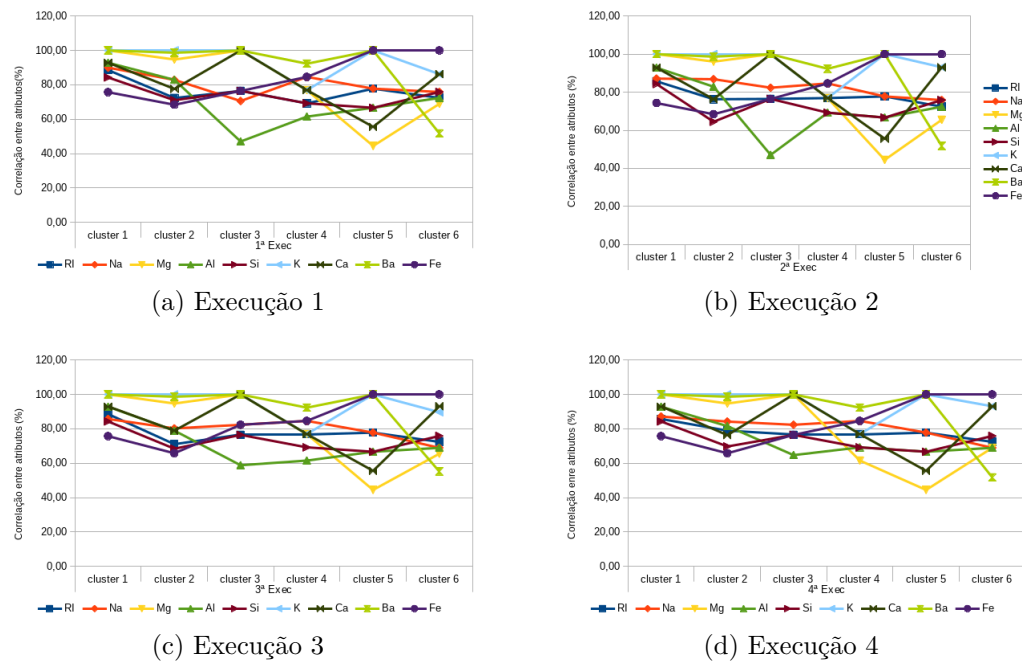 120,00
100,00
80,00
60,00
40,00
20,00
0,00
Correlação entre atributos(%)
cluster 1 cluster 2 cluster 3 cluster 4 cluster 5 cluster 6
1ª Exec
RI Na Mg Al Si K Ca Ba Fe
(a) Execução 1
120,00
100,00
80,00
60,00
40,00
20,00
0,00
Correlação entre atributos (%)
cluster 1 cluster 2 cluster 3 cluster 4 cluster 5 cluster 6
2ª Exec
RI
Na
Mg
Al
Si
K
Ca
Ba
Fe
(b) Execução 2
120,00
100,00
80,00
60,00
40,00
20,00
0,00
Correlação entre atributos (%)
cluster 1 cluster 2 cluster 3 cluster 4 cluster 5 cluster 6
3ª Exec
RI Na Mg Al Si K Ca Ba Fe
(c) Execução 3
120,00
100,00
80,00
60,00
40,00
20,00
0,00
Correlação enre atributos (%)
cluster 1 cluster 2 cluster 3 cluster 4 cluster 5 cluster 6
4ª Exec
RI Na Mg Al Si K Ca Ba Fe
(d) Execução 4